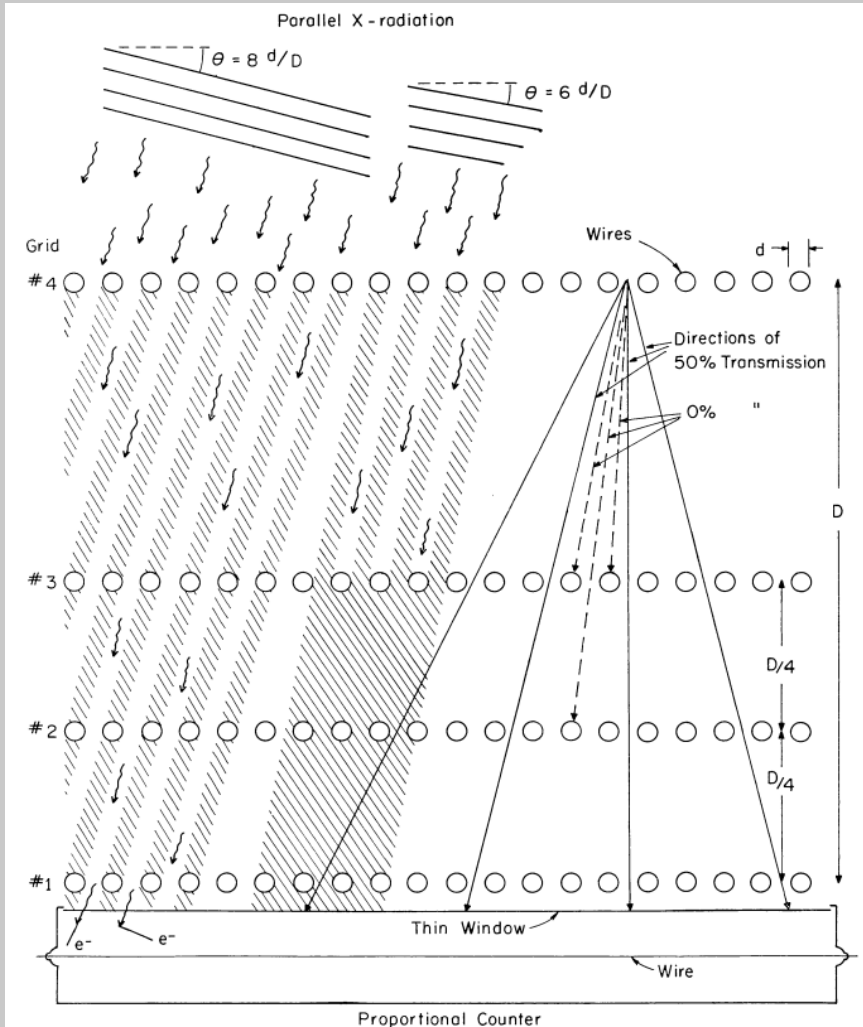 Parallel X-radiation
θ = 8 d/D
θ = 6 d/D
Grid
Wires
d
#4
Directions of
50% Transmission
0% "
D
#3
D/4
#2
D/4
#1
Thin Window
e-
e-
Wire
Proportional Counter